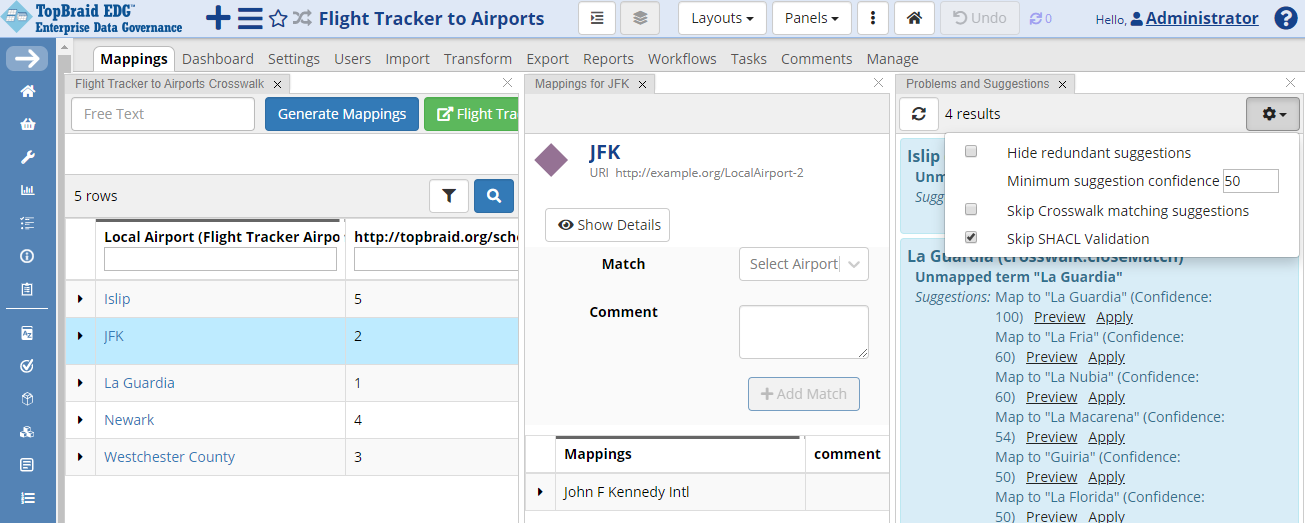 TopBraid EDG™
Enterprise Data Governance
Flight Tracker to Airports
Layouts
Panels
Undo
0
Hello, Administrator
Mappings Dashboard Settings Users Import Transform Export Reports Workflows Tasks Comments Manage
Flight Tracker to Airports Crosswalk
Free Text
Generate Mappings
Flight Tra
5 rows
Local Airport (Flight Tracker Airpo
http://topbraid.org/sch
Islip 5
JFK 2
La Guardia 1
Newark 4
Westchester County 3
Mappings for JFK
JFK
URI http://example.org/LocalAirport-2
Show Details
Match
Select Airport
Comment
Add Match
Mappings comment
John F Kennedy Intl
Problems and Suggestions
4 results
Hide redundant suggestions
Minimum suggestion confidence 50
Skip Crosswalk matching suggestions
Skip SHACL Validation
Islip
Unm
Sugge
La Guardia (crosswalk:closeMatch)
Unmapped term "La Guardia"
Suggestions: Map to "La Guardia" (Confidence:
100) Preview Apply
Map to "La Fria" (Confidence:
60) Preview Apply
Map to "La Nubia" (Confidence:
60) Preview Apply
Map to "La Macarena" (Confidence:
54) Preview Apply
Map to "Guiria" (Confidence:
50) Preview Apply
Map to "La Florida" (Confidence:
50) Preview Apply